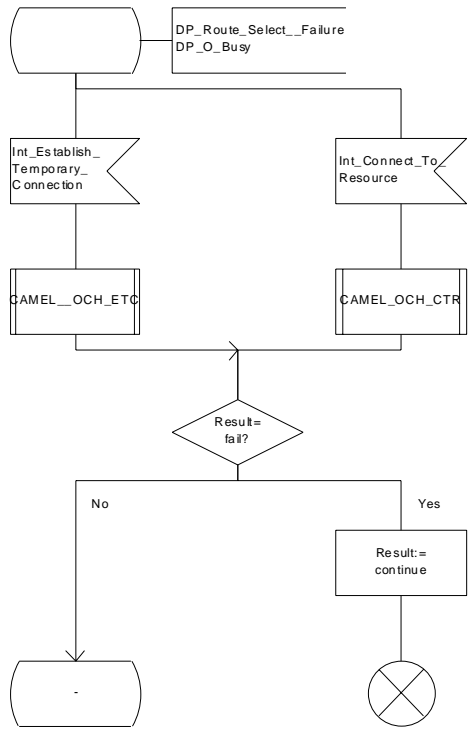 DP_Route_Select__Failure
DP_O_Busy
Int_Establish_
Temporary_
Connection
Int_Connect_To_
Resource
CAMEL__OCH_ETC
CAMEL_OCH_CTR
Result=
fail?
No
Yes
Result:=
continue
-